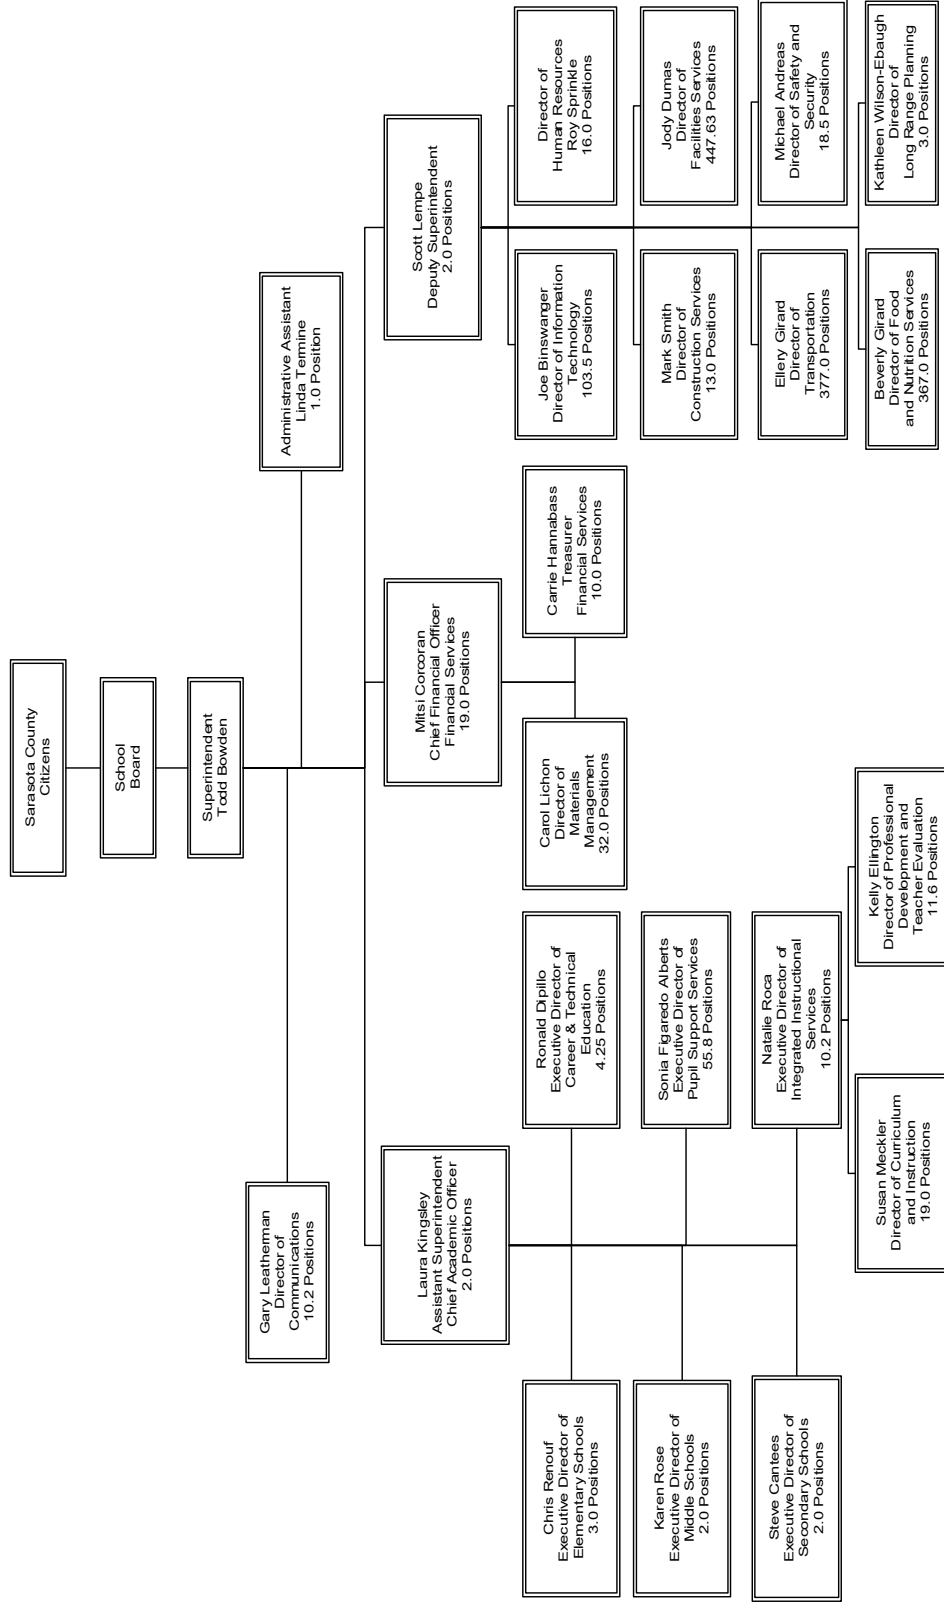 Sarasota County
Citizens
School
Board
Superintendent
Todd Bowden
Gary Leatherman
Director of
Communications
10.2 Positions
Administrative Assistant
Linda Termine
1.0 Position
Laura Kingsley
Assistant Superintendent
Chief Academic Officer
2.0 Positions
Mitsi Corcoran
Chief Financial Officer
Financial Services
19.0 Positions
Scott Lempe
Deputy Superintendent
2.0 Positions
Chris Renouf
Executive Director of
Elementary Schools
3.0 Positions
Ronald Dipillo
Executive Director of
Career & Technical
Education
4.25 Positions
Karen Rose
Executive Director of
Middle Schools
2.0 Positions
Sonia Figaredo Alberts
Executive Director of
Pupil Support Services
55.8 Positions
Steve Cantees
Executive Director of
Secondary Schools
2.0 Positions
Natalie Roca
Executive Director of
Integrated Instructional
Services
10.2 Positions
Susan Meckler
Director of Curriculum
and Instruction
19.0 Positions
Kelly Ellington
Director of Professional
Development and
Teacher Evaluation
11.6 Positions
Carol Lichon
Director of
Materials
Management
32.0 Positions
Carrie Hannabass
Treasurer
Financial Services
10.0 Positions
Joe Binswanger
Director of Information
Technology
103.5 Positions
Director of
Human Resources
Roy Sprinkle
16.0 Positions
Mark Smith
Director of
Construction Services
13.0 Positions
Jody Dumas
Director of
Facilities Services
447.63 Positions
Ellery Girard
Director of
Transportation
377.0 Positions
Michael Andreas
Director of Safety and
Security
18.5 Positions
Beverly Girard
Director of Food
and Nutrition Services
367.0 Positions
Kathleen Wilson-Ebaugh
Director of
Long Range Planning
3.0 Positions